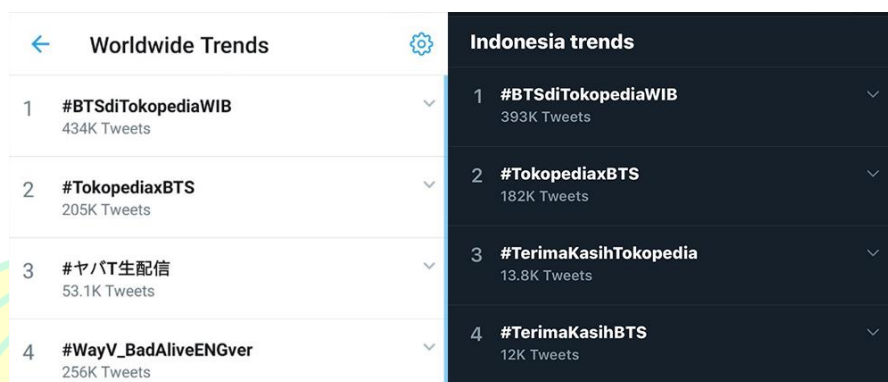 Worldwide Trends
1
#BTSdiTokopediaWIB
434K Tweets
2
#TokopediaxBTS
205K Tweets
3
#ヤバT生配信
53.1K Tweets
4
#WayV_BadAliveENGver
256K Tweets
Indonesia trends
1
#BTSdiTokopediaWIB
393K Tweets
2
#TokopediaxBTS
182K Tweets
3
#TerimaKasihTokopedia
13.8K Tweets
4
#TerimaKasihBTS
12K Tweets